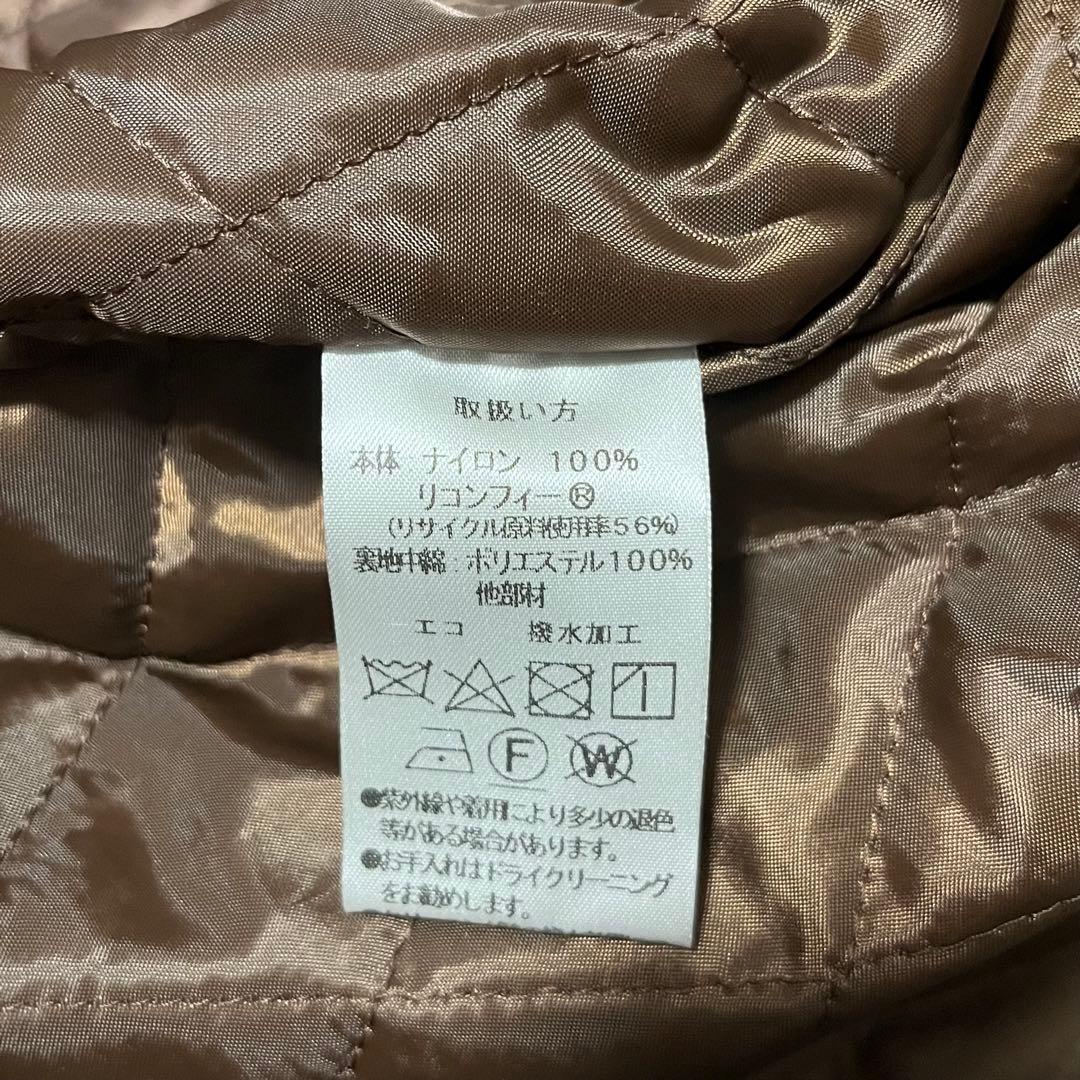 取扱い方
本体 ナイロン 100%
リコンフィー®
(リサイクル原料使用率56%)
裏地中綿:ポリエステル100%
他部材
エコ 撥水加工
F W
●紫外線や着用により多少の退色
等がある場合があります。
●お手入れはドライクリーニング
をお勧めします。